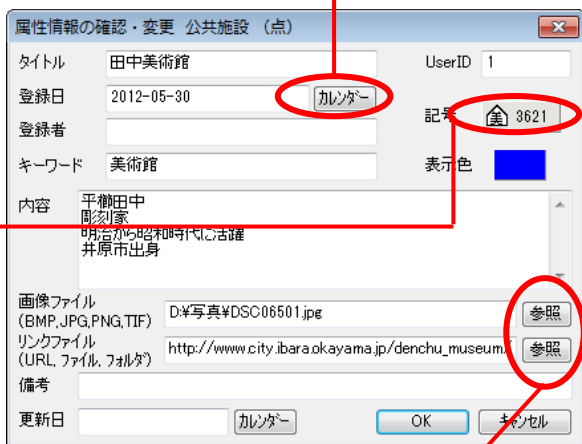 属性情報の確認・変更 公共施設 （点）
タイトル 田中美術館 UserID 1
登録日 2012-05-30 カレンダー 記号 美 3621
登録者
キーワード 美術館 表示色
内容 平櫛田中
彫刻家
明治から昭和時代に活躍
井原市出身
画像ファイル
(BMP,JPG,PNG,TIF) D:¥写真¥DSC06501.jpg 参照
リンクファイル
(URL, ファイル, フォルダ) http://www.city.ibara.okayama.jp/denchu_museum/ 参照
備考
更新日 カレンダー OK キャンセル